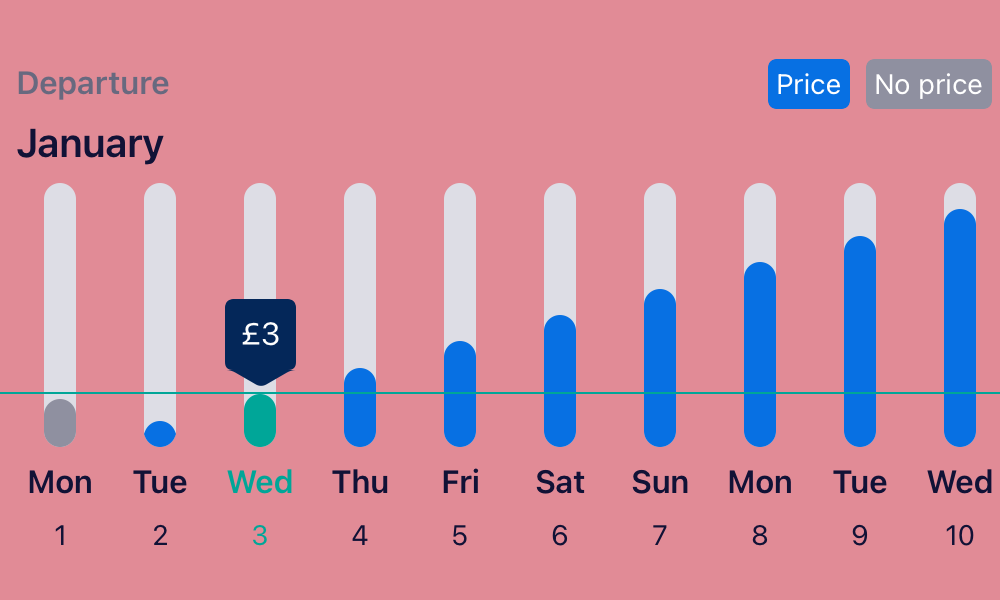 Departure
Price No price
January
£3
Mon Tue Wed Thu Fri Sat Sun Mon Tue Wed
1 2 3 4 5 6 7 8 9 10